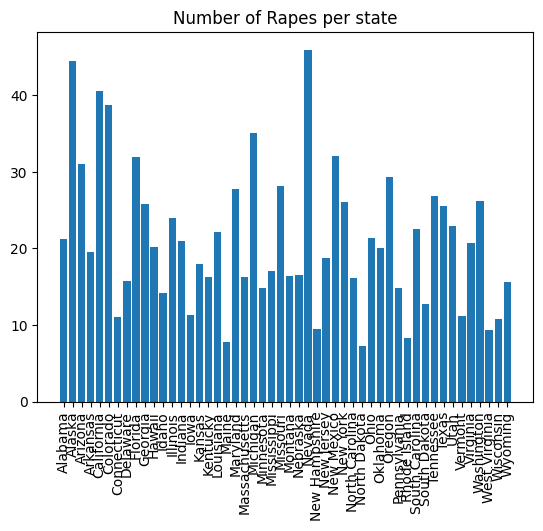 Number of Rapes per state
40
30
20
10
0
Alabama
Alaska
Arizona
Arkansas
California
Colorado
Connecticut
Delaware
Florida
Georgia
Hawaii
Idaho
Illinois
Indiana
Iowa
Kansas
Kentucky
Louisiana
Maine
Maryland
Massachusetts
Michigan
Minnesota
Mississippi
Missouri
Montana
Nebraska
Nevada
New Hampshire
New Jersey
New Mexico
New York
North Carolina
North Dakota
Ohio
Oklahoma
Oregon
Pennsylvania
Rhode Island
South Carolina
South Dakota
Tennessee
Texas
Utah
Vermont
Virginia
Washington
West Virginia
Wisconsin
Wyoming